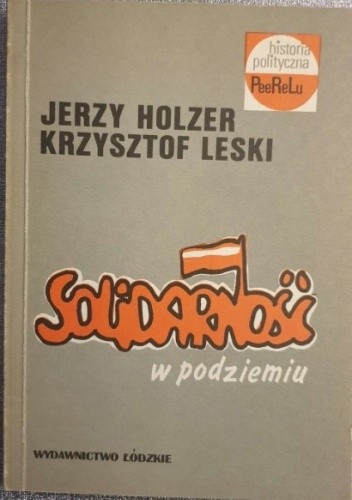 historia
polityczna
PeeReLu
JERZY HOLZER
KRZYSZTOF LESKI
SOLiDARNOŚĆ
w podziemiu
WYDAWNICTWO ŁÓDZKIE